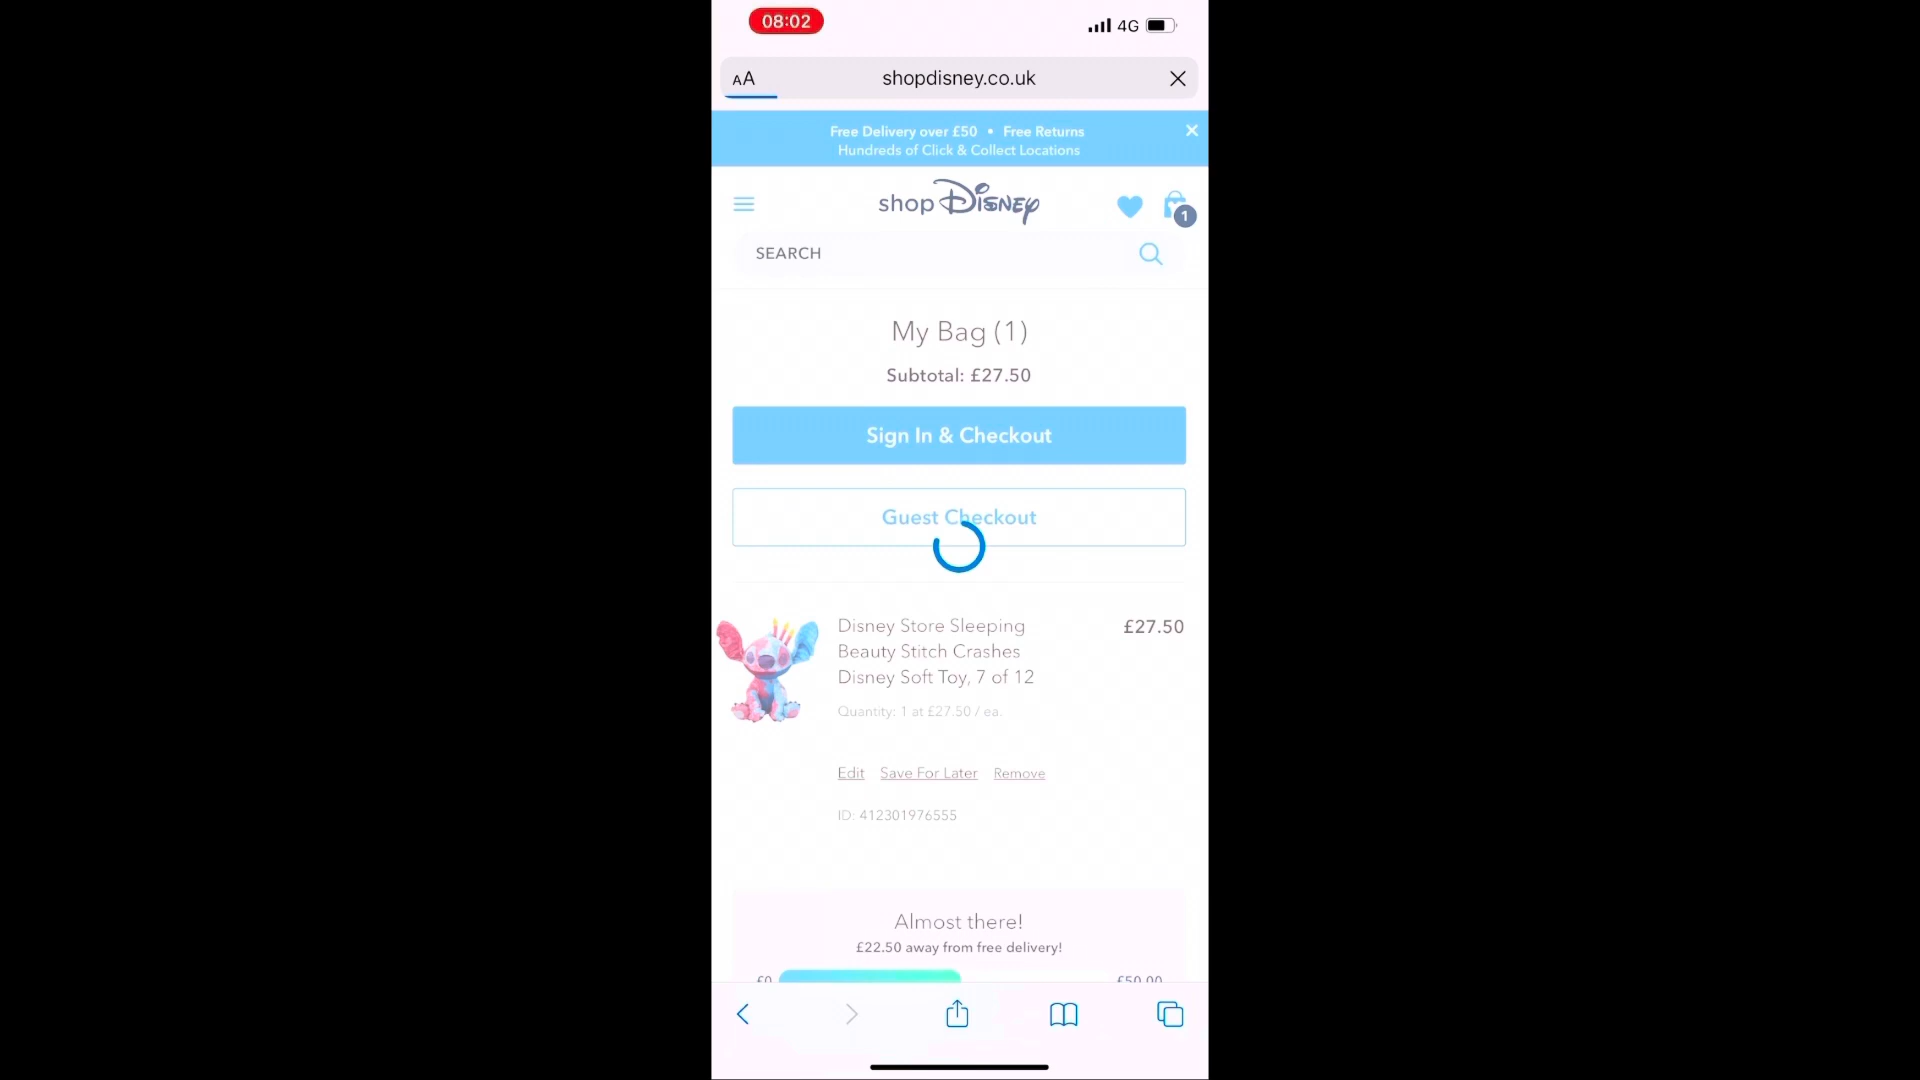 08:02
4G
AA
shopdisney.co.uk
Free Delivery over £50 • Free Returns
Hundreds of Click & Collect Locations
shop Disney
1
SEARCH
My Bag (1)
Subtotal: £27.50
Sign In & Checkout
Guest Checkout
Disney Store Sleeping
Beauty Stitch Crashes
Disney Soft Toy, 7 of 12
£27.50
Quantity: 1 at £27.50 / ea.
Edit Save For Later Remove
ID: 412301976555
Almost there!
£22.50 away from free delivery!
£0 £50.00